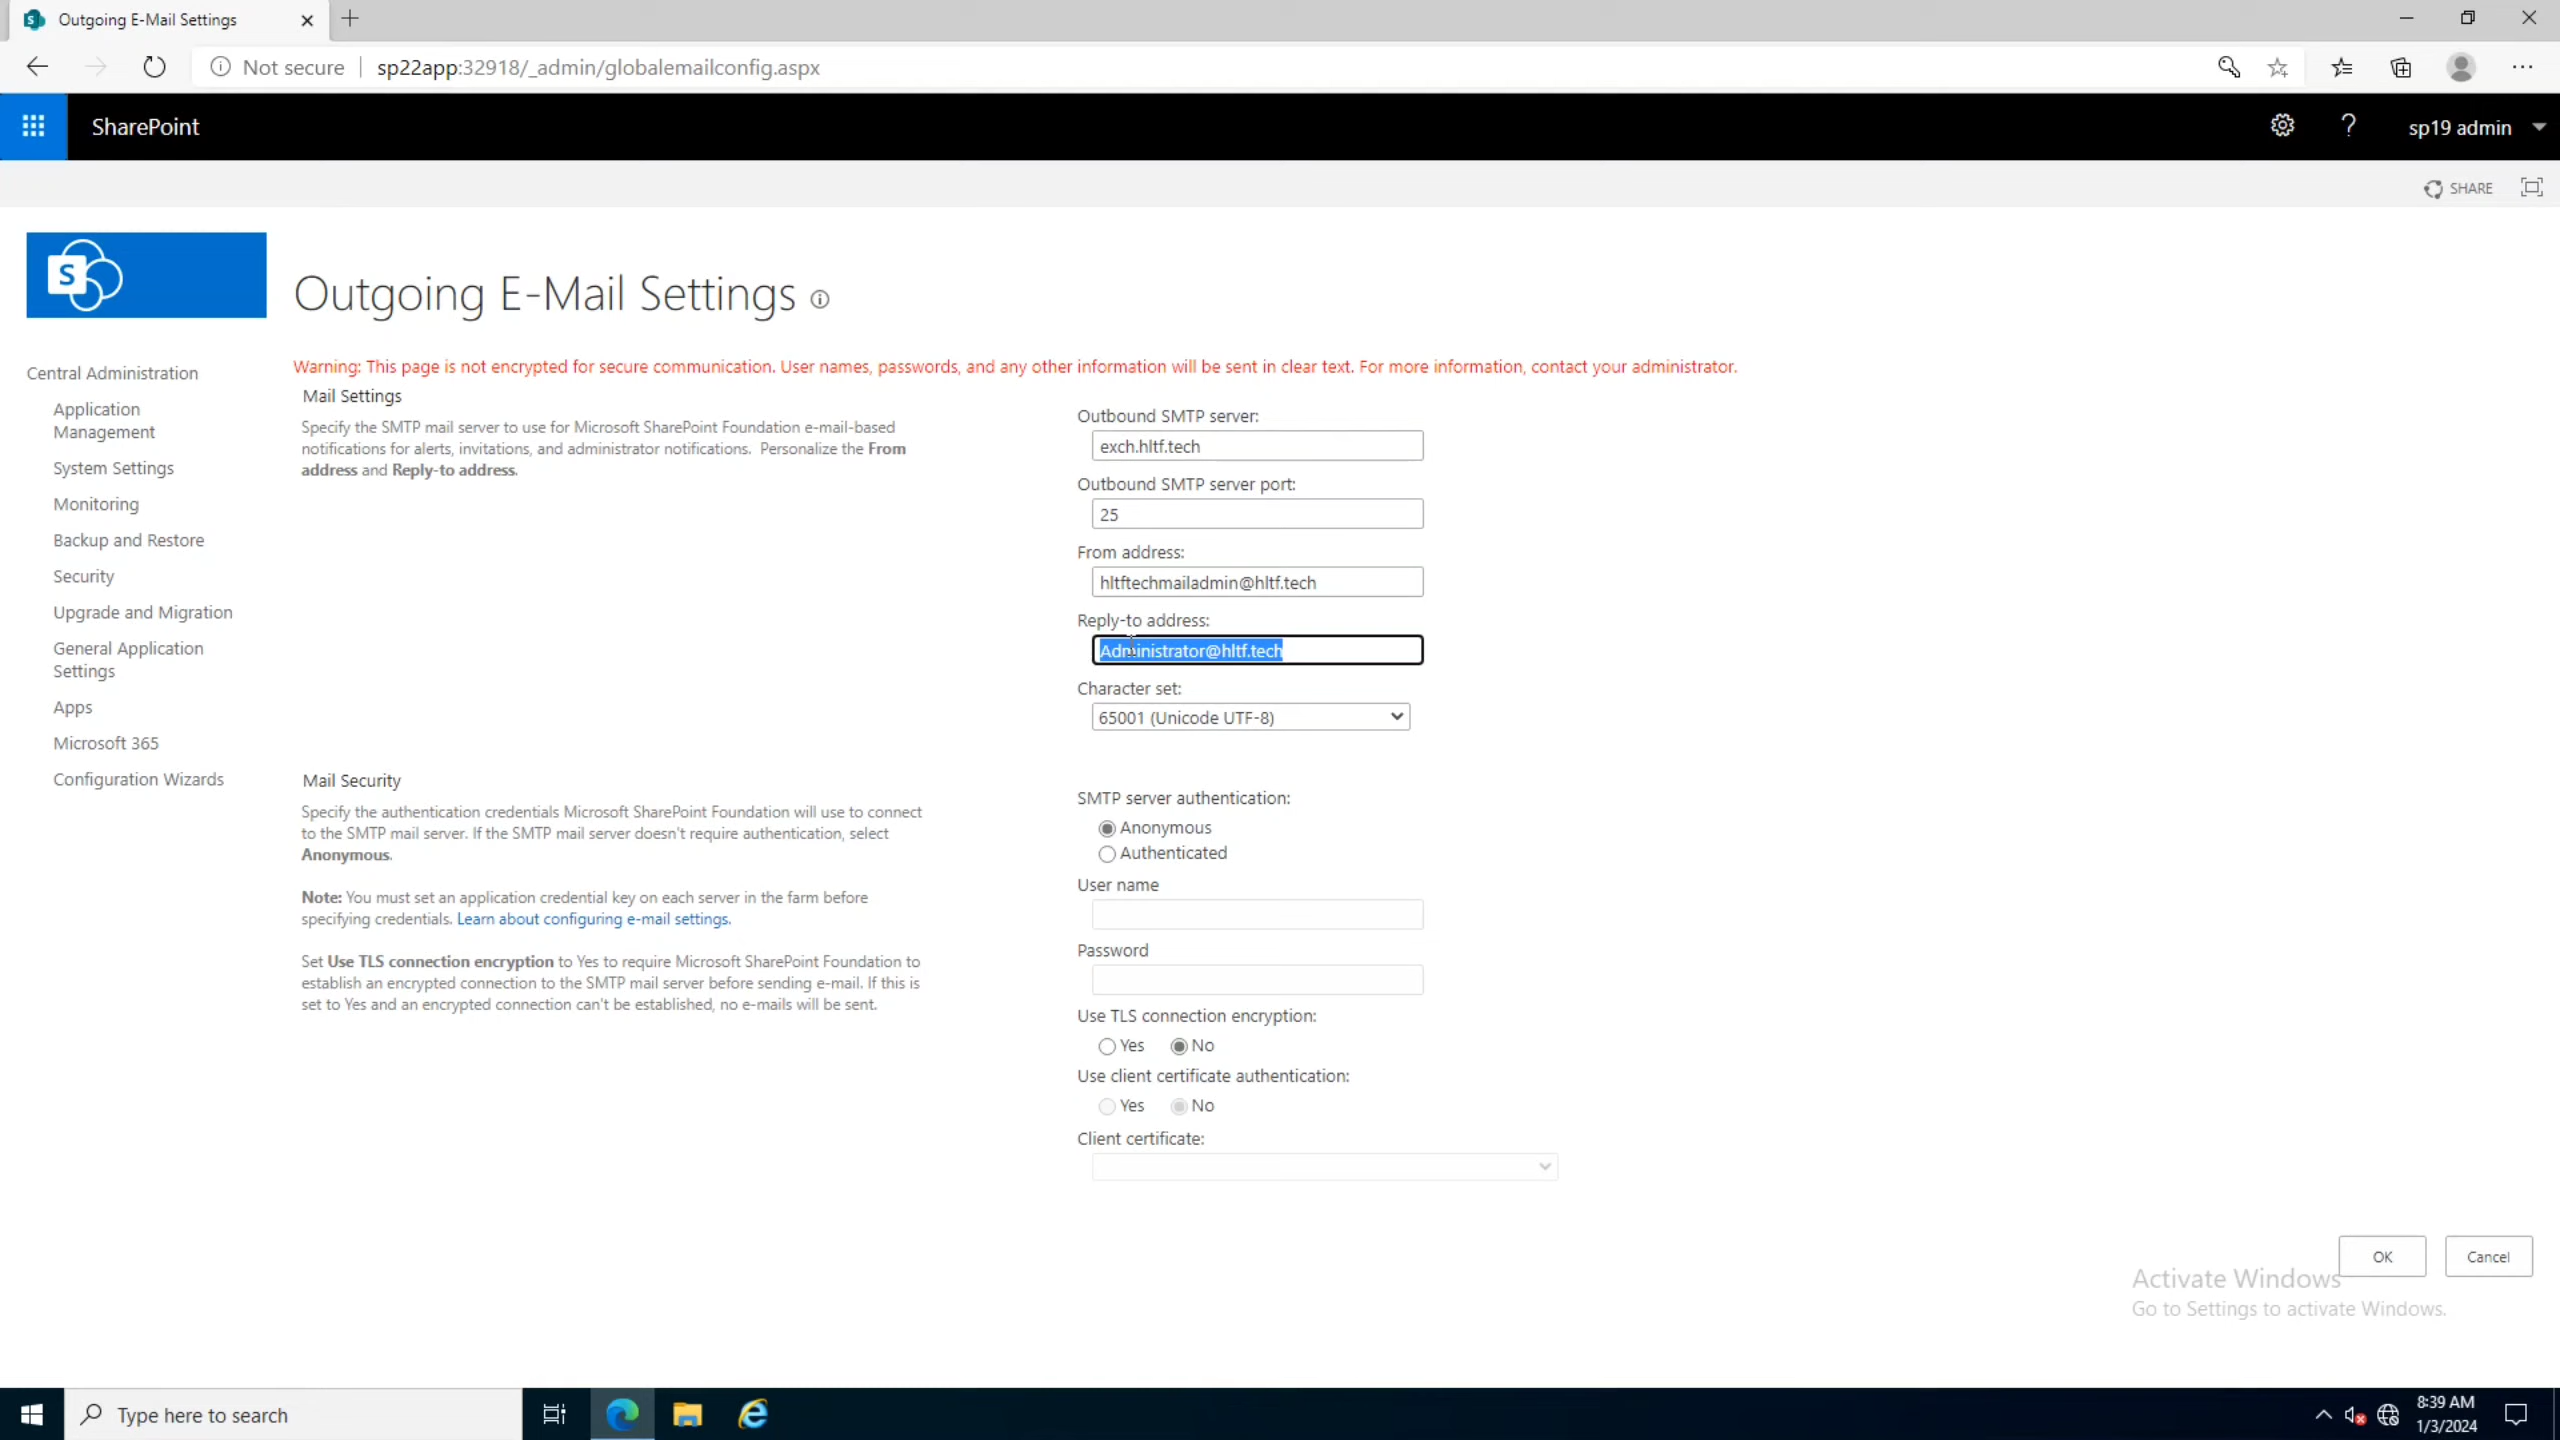 Outgoing E-Mail Settings
Not secure
sp22app:32918/_admin/globalemailconfig.aspx
SharePoint
sp19 admin
SHARE
S
Outgoing E-Mail Settings
Central Administration
Application
Management
System Settings
Monitoring
Backup and Restore
Security
Upgrade and Migration
General Application
Settings
Apps
Microsoft 365
Configuration Wizards
Warning: This page is not encrypted for secure communication. User names, passwords, and any other information will be sent in clear text. For more information, contact your administrator.
Mail Settings
Specify the SMTP mail server to use for Microsoft SharePoint Foundation e-mail-based
notifications for alerts, invitations, and administrator notifications. Personalize the From
address and Reply-to address.
Outbound SMTP server:
exch.hltf.tech
Outbound SMTP server port:
25
From address:
hltftechmailadmin@hltf.tech
Reply-to address:
Administrator@hltf.tech
Character set:
65001 (Unicode UTF-8)
Mail Security
Specify the authentication credentials Microsoft SharePoint Foundation will use to connect
to the SMTP mail server. If the SMTP mail server doesn't require authentication, select
Anonymous.
Note: You must set an application credential key on each server in the farm before
specifying credentials. Learn about configuring e-mail settings.
Set Use TLS connection encryption to Yes to require Microsoft SharePoint Foundation to
establish an encrypted connection to the SMTP mail server before sending e-mail. If this is
set to Yes and an encrypted connection can't be established, no e-mails will be sent.
SMTP server authentication:
Anonymous
Authenticated
User name
Password
Use TLS connection encryption:
Yes No
Use client certificate authentication:
Yes No
Client certificate:
OK Cancel
Activate Windows
Go to Settings to activate Windows.
Type here to search
8:39 AM
1/3/2024